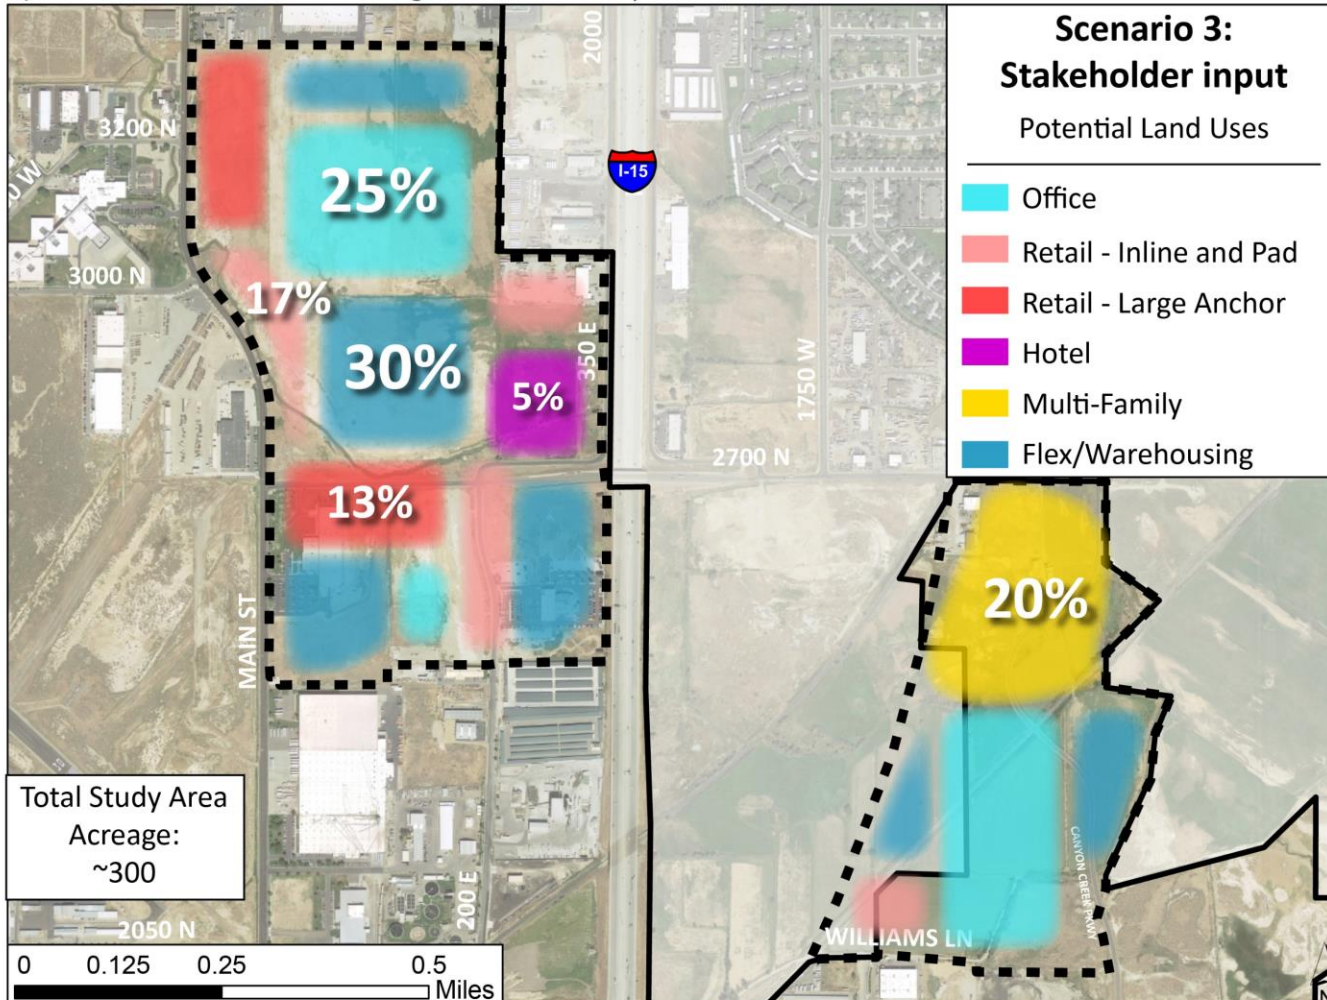 Scenario 3:
Stakeholder input
Potential Land Uses
Office
Retail - Inline and Pad
Retail - Large Anchor
Hotel
Multi-Family
Flex/Warehousing
2000
3200 N
0 W
I-15
25%
3000 N
17%
30%
350 E
5%
1750 W
2700 N
13%
20%
MAIN ST
Total Study Area
Acreage:
~300
CANYON CREEK PKWY
200 E
2050 N
WILLIAMS LN
0 0.125 0.25 0.5
Miles